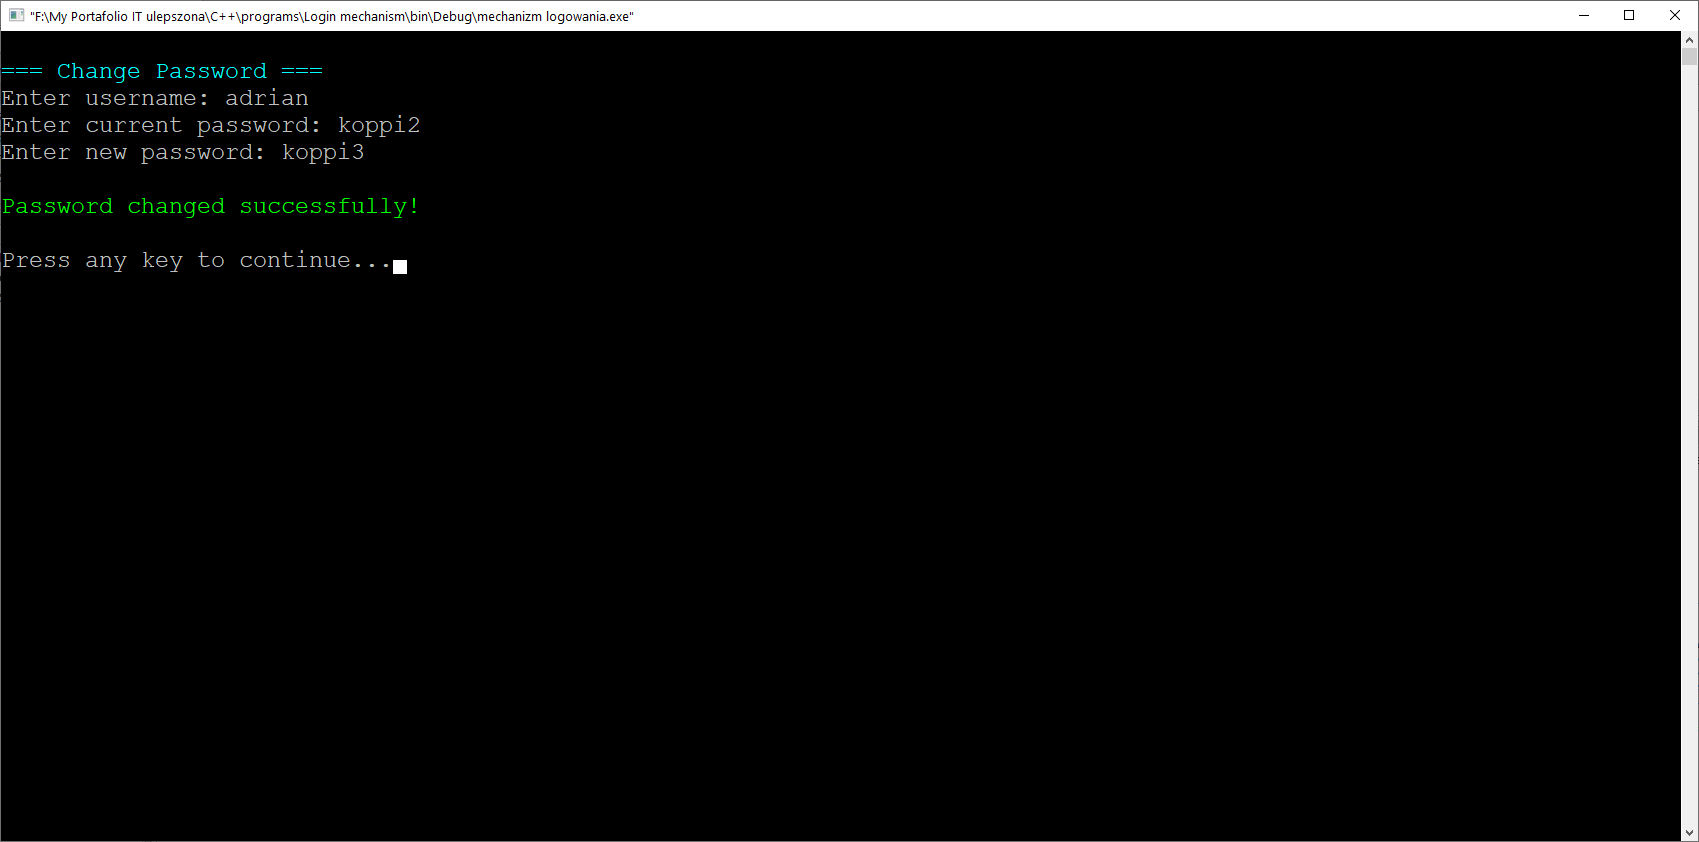 "F:\My Portafolio IT ulepszona\C++\programs\Login mechanism\bin\Debug\mechanizm logowania.exe"
=== Change Password ===
Enter username: adrian
Enter current password: koppi2
Enter new password: koppi3
Password changed successfully!
Press any key to continue...